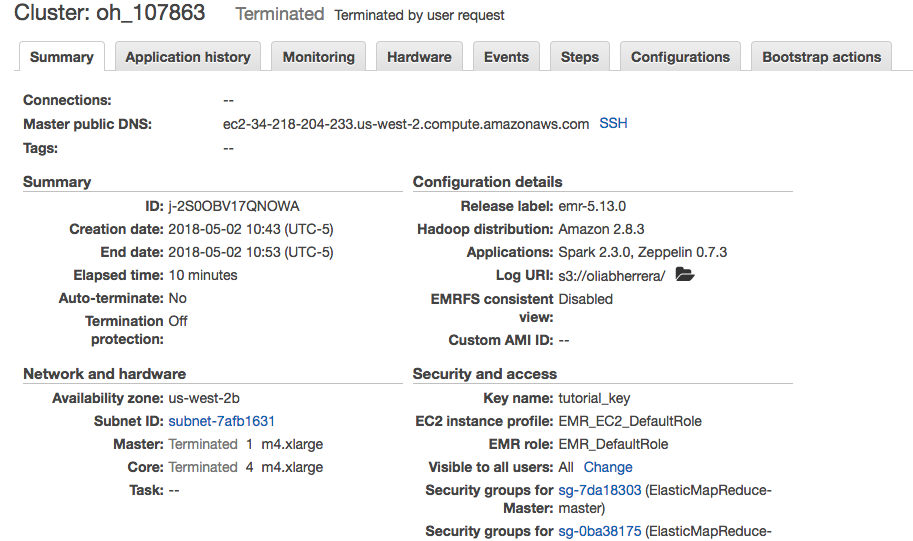 Cluster: oh_107863 Terminated Terminated by user request
Summary Application history Monitoring Hardware Events Steps Configurations Bootstrap actions
Connections: --
Master public DNS: ec2-34-218-204-233.us-west-2.compute.amazonaws.com SSH
Tags: --
Summary
ID: j-2S0OBV17QNOWA
Creation date: 2018-05-02 10:43 (UTC-5)
End date: 2018-05-02 10:53 (UTC-5)
Elapsed time: 10 minutes
Auto-terminate: No
Termination Off
protection:
Configuration details
Release label: emr-5.13.0
Hadoop distribution: Amazon 2.8.3
Applications: Spark 2.3.0, Zeppelin 0.7.3
Log URI: s3://oliabherrera/
EMRFS consistent Disabled
view:
Custom AMI ID: --
Network and hardware
Availability zone: us-west-2b
Subnet ID: subnet-7afb1631
Master: Terminated 1 m4.xlarge
Core: Terminated 4 m4.xlarge
Task: --
Security and access
Key name: tutorial_key
EC2 instance profile: EMR_EC2_DefaultRole
EMR role: EMR_DefaultRole
Visible to all users: All Change
Security groups for sg-7da18303 (ElasticMapReduce-
Master: master)
Security groups for sg-0ba38175 (ElasticMapReduce-